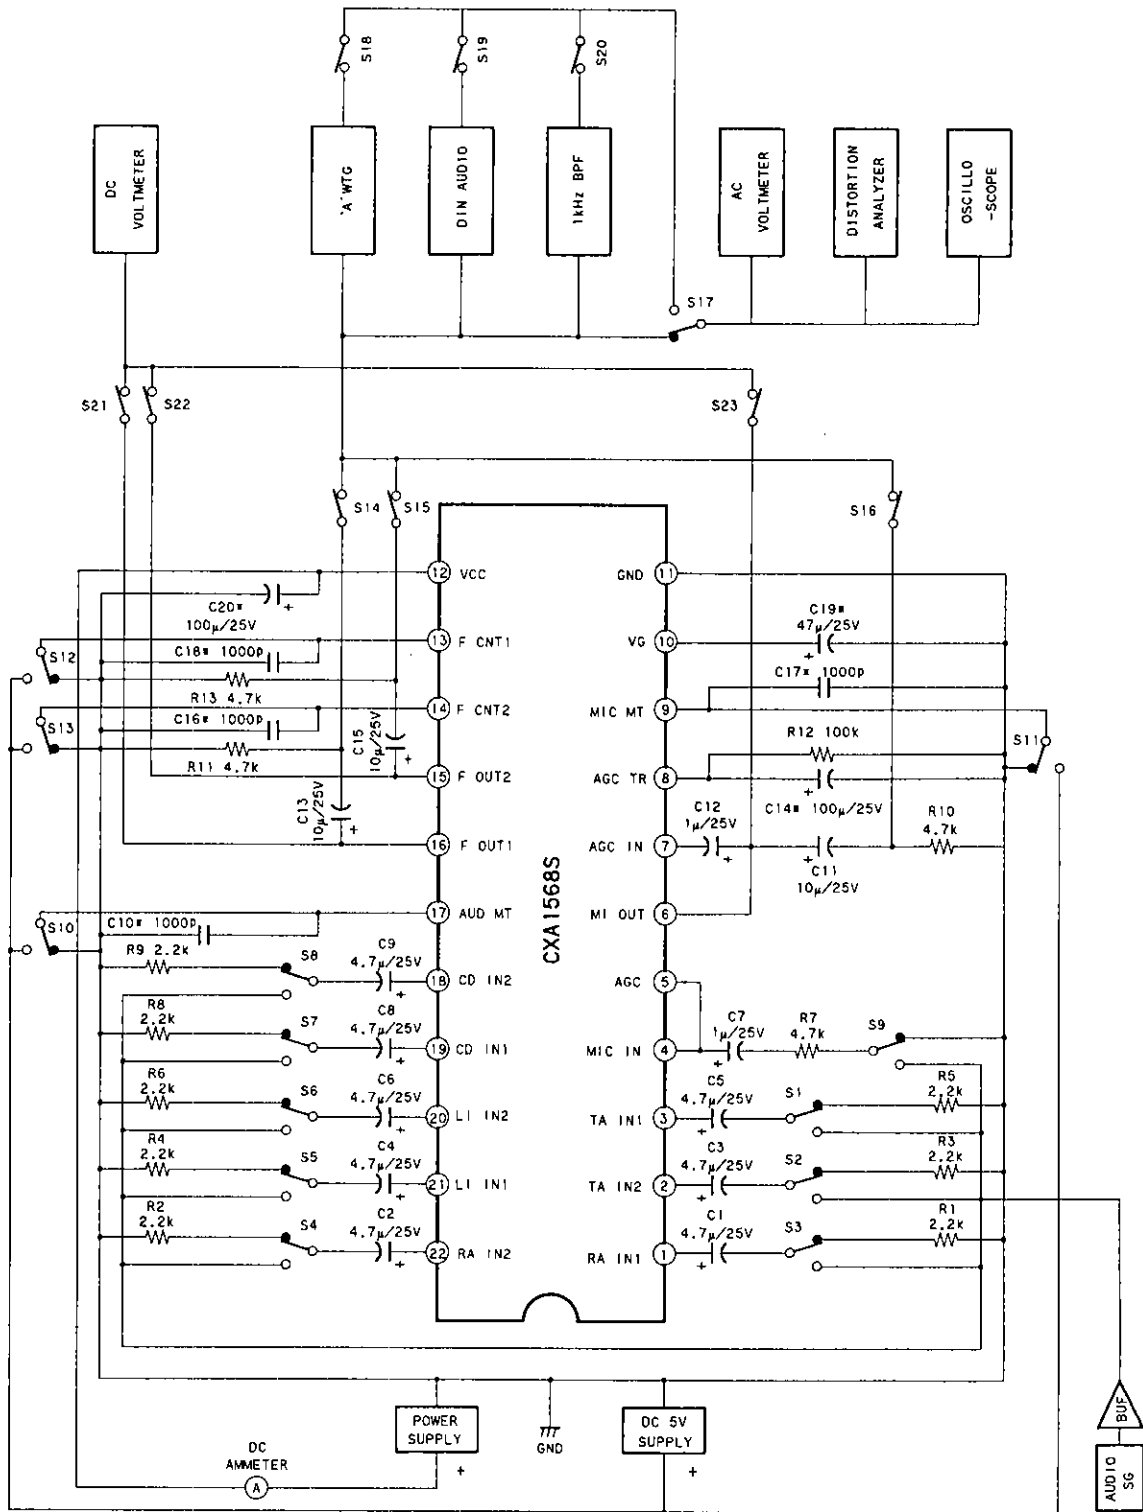 S18
S19
S20
DC
VOLTMETER
'A'WTG
DIN AUDIO
1kHz BPF
AC
VOLTMETER
DISTORTION
ANALYZER
OSCILLO
-SCOPE
S17
S21
S22
S23
S14
S15
S16
12
VCC
GND
11
C20*
100μ/25V
+
C19*
47μ/25V
+
13
F CNT1
VG
10
S12
C18* 1000p
C17* 1000p
R13 4.7k
14
F CNT2
MIC MT
9
S13
C16* 1000p
C15
10μ/25V
+
R12 100k
S11
R11 4.7k
15
F OUT2
AGC TR
8
C13
10μ/25V
+
C12
1μ/25V
+
+
C14* 100μ/25V
R10
4.7k
16
F OUT1
AGC IN
7
+
C11
10μ/25V
CXA1568S
17
AUD MT
MI OUT
6
S10
C10* 1000p
R9 2.2k
S8
C9
4.7μ/25V
+
18
CD IN2
AGC
5
R8
2.2k
S7
C8
4.7μ/25V
+
19
CD IN1
MIC IN
4
C7
1μ/25V
+
R7
4.7k
S9
R6
2.2k
S6
C6
4.7μ/25V
+
20
LI IN2
TA IN1
3
C5
4.7μ/25V
+
S1
R5
2.2k
R4
2.2k
S5
C4
4.7μ/25V
+
21
LI IN1
TA IN2
2
C3
4.7μ/25V
+
S2
R3
2.2k
R2
2.2k
S4
C2
4.7μ/25V
+
22
RA IN2
RA IN1
1
C1
4.7μ/25V
+
S3
R1
2.2k
POWER
SUPPLY
+
GND
DC 5V
SUPPLY
+
DC
AMMETER
A
BUF
AUDIO
SG